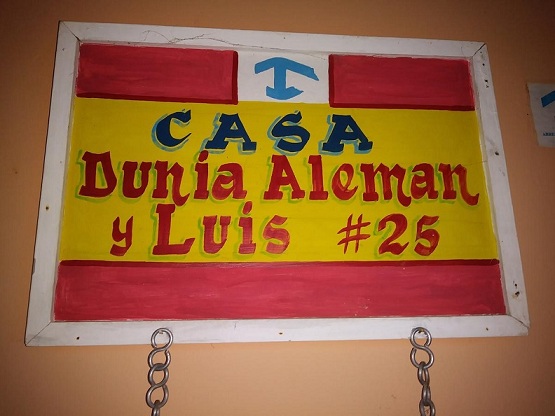 CASA
Dunia Aleman
y Luis #25